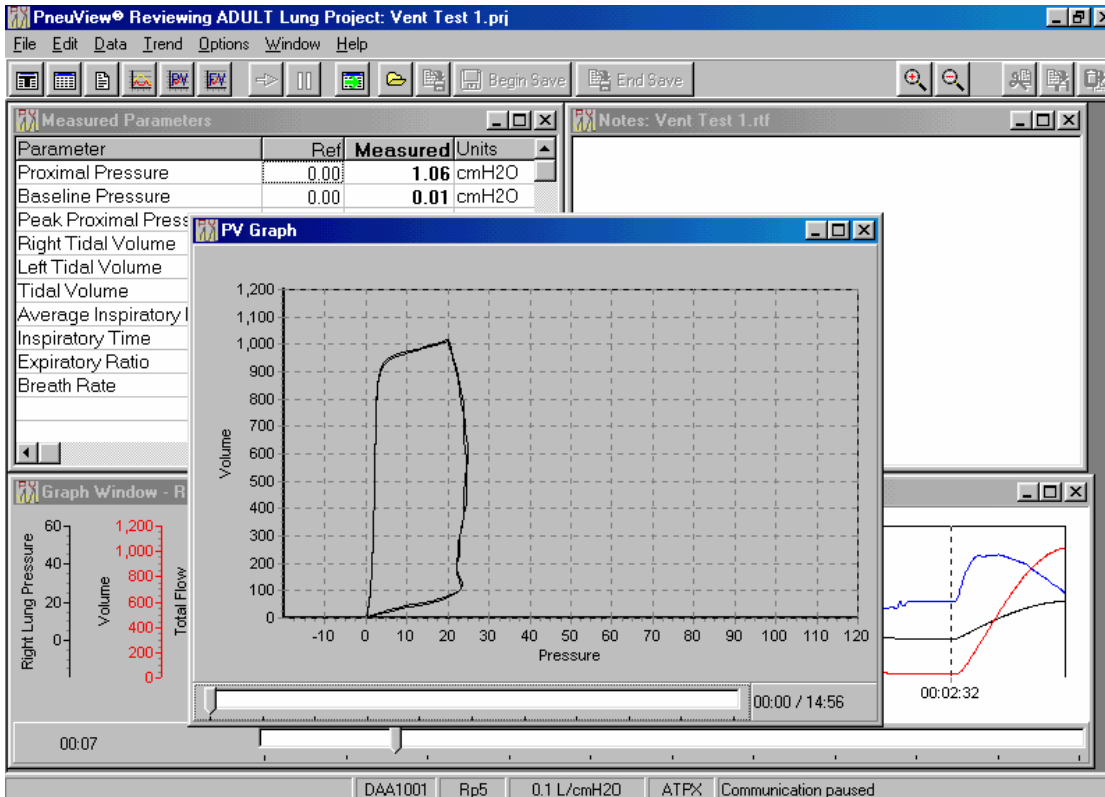 PneuView® Reviewing ADULT Lung Project: Vent Test 1.prj
File Edit Data Trend Options Window Help
Begin Save End Save
Measured Parameters
Parameter Ref Measured Units
Proximal Pressure 0.00 1.06 cmH2O
Baseline Pressure 0.00 0.01 cmH2O
Peak Proximal Press
Right Tidal Volume
Left Tidal Volume
Tidal Volume
Average Inspiratory
Inspiratory Time
Expiratory Ratio
Breath Rate
Notes: Vent Test 1.rtf
PV Graph
1,200
1,100
1,000
900
800
700
600
500
400
300
200
100
0
Volume
-10 0 10 20 30 40 50 60 70 80 90 100 110 120
Pressure
00:00 / 14:56
Graph Window - R
60
40
20
0
Right Lung Pressure
1,200
1,000
800
600
400
200
0
Volume
Total Flow
00:02:32
00:07
DAA1001 Rp5 0.1 L/cmH2O ATPX Communication paused